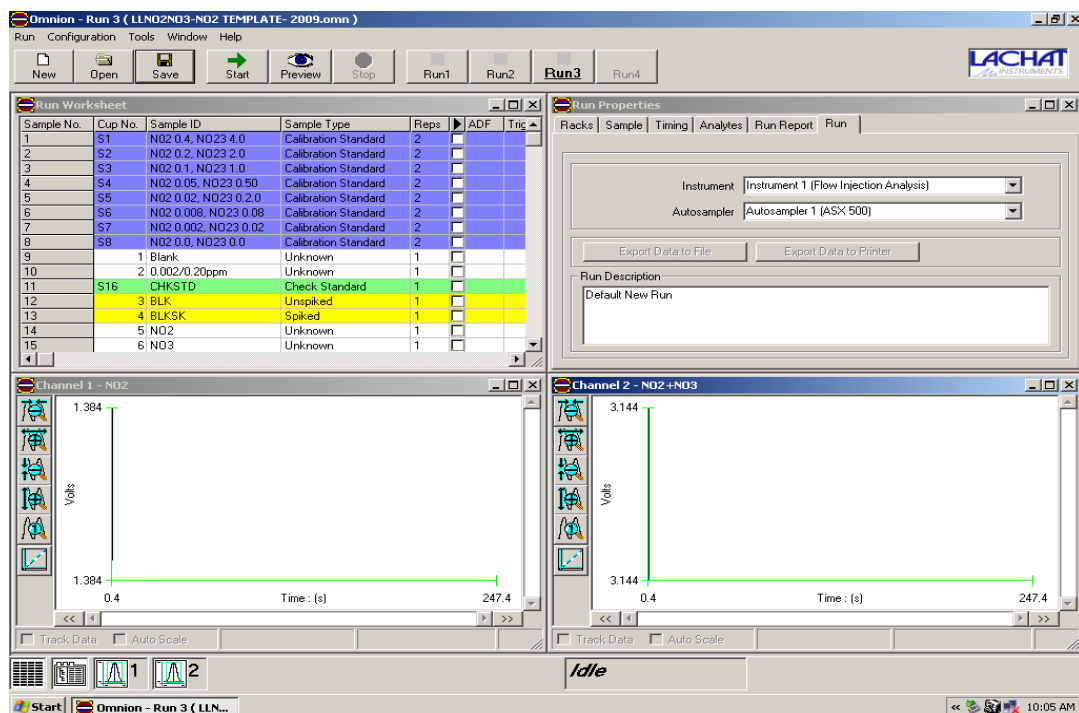 Omnion - Run 3 ( LLNO2NO3-NO2 TEMPLATE- 2009.omn )
Run Configuration Tools Window Help
New Open Save Start Preview Stop Run1 Run2 Run3 Run4
LACHAT
INSTRUMENTS
Run Worksheet
Sample No. Cup No. Sample ID Sample Type Reps ADF Trig
1 S1 N02 0.4, N023 4.0 Calibration Standard 2
2 S2 N02 0.2, N023 2.0 Calibration Standard 2
3 S3 N02 0.1, N023 1.0 Calibration Standard 2
4 S4 N02 0.05, N023 0.50 Calibration Standard 2
5 S5 N02 0.02, N023 0.2.0 Calibration Standard 2
6 S6 N02 0.008, N023 0.08 Calibration Standard 2
7 S7 N02 0.002, N023 0.02 Calibration Standard 2
8 S8 N02 0.0, N023 0.0 Calibration Standard 2
9 1 Blank Unknown 1
10 2 0.002/0.20ppm Unknown 1
11 S16 CHKSTD Check Standard 1
12 3 BLK Unspiked 1
13 4 BLKSK Spiked 1
14 5 NO2 Unknown 1
15 6 NO3 Unknown 1
Run Properties
Racks Sample Timing Analytes Run Report Run
Instrument Instrument 1 (Flow Injection Analysis)
Autosampler Autosampler 1 (ASX 500)
Export Data to File Export Data to Printer
Run Description
Default New Run
Channel 1 - NO2
1.384
Volts
1.384
0.4 Time : (s) 247.4
<< >>
Track Data Auto Scale
Channel 2 - NO2+NO3
3.144
Volts
3.144
0.4 Time : (s) 247.4
<< >>
Track Data Auto Scale
1 2
Idle
Start Omnion - Run 3 ( LLN... « 10:05 AM